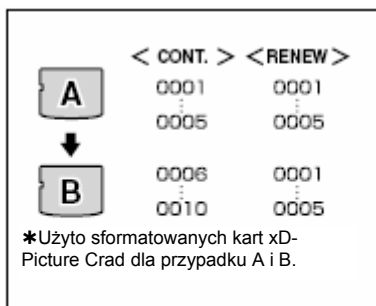 < CONT. > <RENEW>
A 0001 0001
0005 0005
B 0006 0001
0010 0005
✱Użyto sformatowanych kart xD-
Picture Crad dla przypadku A i B.